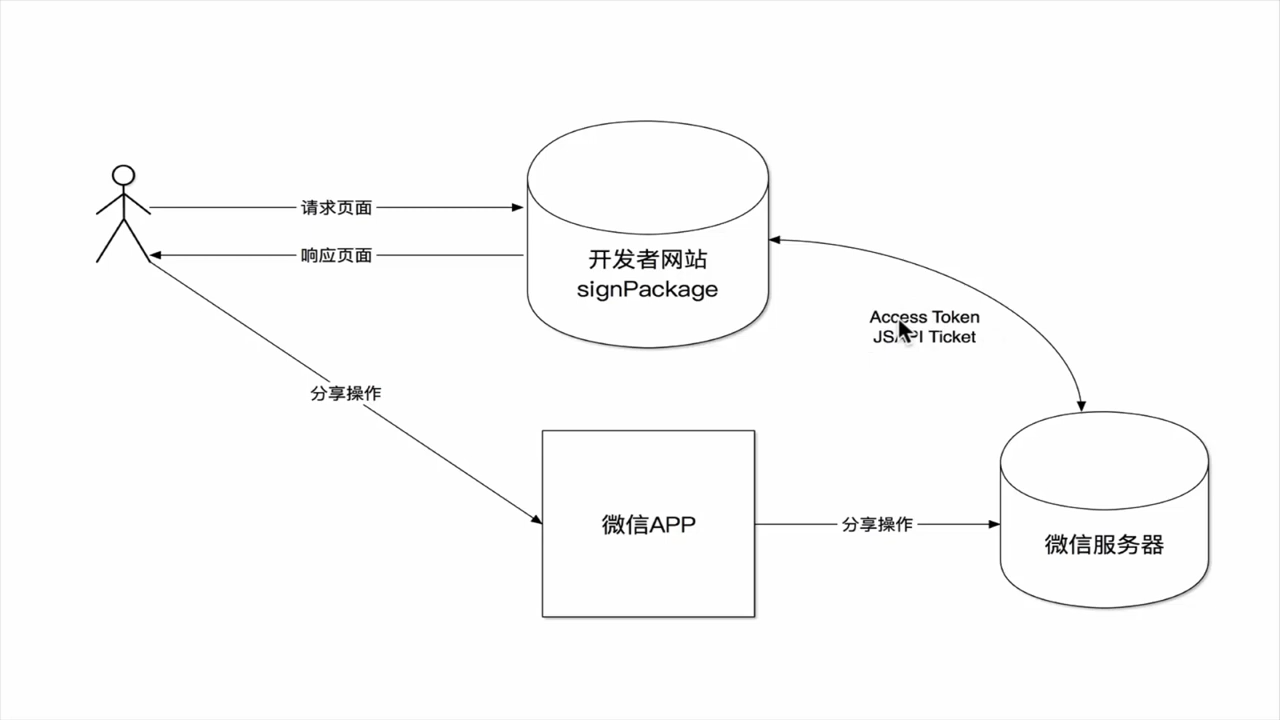 请求页面
响应页面
开发者网站
signPackage
Access Token
JSAPI Ticket
分享操作
微信APP
分享操作
微信服务器